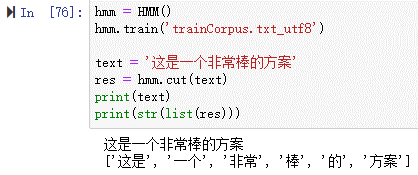 In [76]: hmm = HMM()
hmm.train('trainCorpus.txt_utf8')
text = '这是一个非常棒的方案'
res = hmm.cut(text)
print(text)
print(str(list(res)))
这是一个非常棒的方案
['这是', '一个', '非常', '棒', '的', '方案']